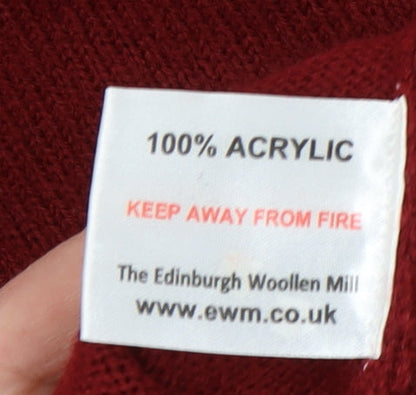 100% ACRYLIC
KEEP AWAY FROM FIRE
The Edinburgh Woollen Mill
www.ewm.co.uk